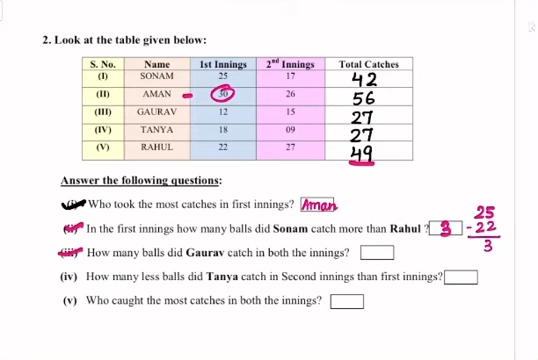 2. Look at the table given below:
S. No. Name 1st Innings 2nd Innings Total Catches
(I) SONAM 25 17 42
(II) AMAN 30 26 56
(III) GAURAV 12 15 27
(IV) TANYA 18 09 27
(V) RAHUL 22 27 49
Answer the following questions:
Who took the most catches in first innings? Aman
In the first innings how many balls did Sonam catch more than Rahul ? 3
25
- 22
3
(iii) How many balls did Gaurav catch in both the innings?
(iv) How many less balls did Tanya catch in Second innings than first innings?
(v) Who caught the most catches in both the innings?